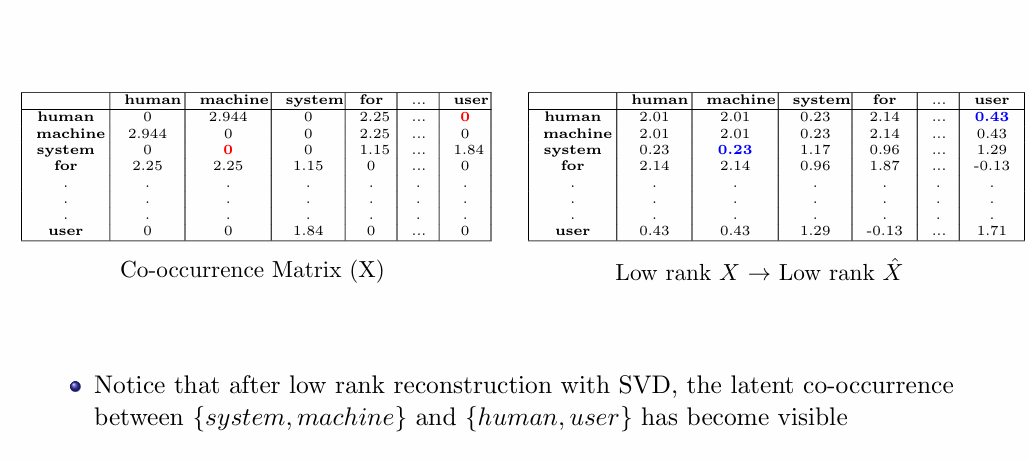 human machine system for ... user
human 0 2.944 0 2.25 ... 0
machine 2.944 0 0 2.25 ... 0
system 0 0 0 1.15 ... 1.84
for 2.25 2.25 1.15 0 ... 0
. . . . . . .
. . . . . . .
. . . . . . .
user 0 0 1.84 0 ... 0
Co-occurrence Matrix (X)
human machine system for ... user
human 2.01 2.01 0.23 2.14 ... 0.43
machine 2.01 2.01 0.23 2.14 ... 0.43
system 0.23 0.23 1.17 0.96 ... 1.29
for 2.14 2.14 0.96 1.87 ... -0.13
. . . . . . .
. . . . . . .
. . . . . . .
user 0.43 0.43 1.29 -0.13 ... 1.71
Low rank X → Low rank X̂
Notice that after low rank reconstruction with SVD, the latent co-occurrence
between {system, machine} and {human, user} has become visible